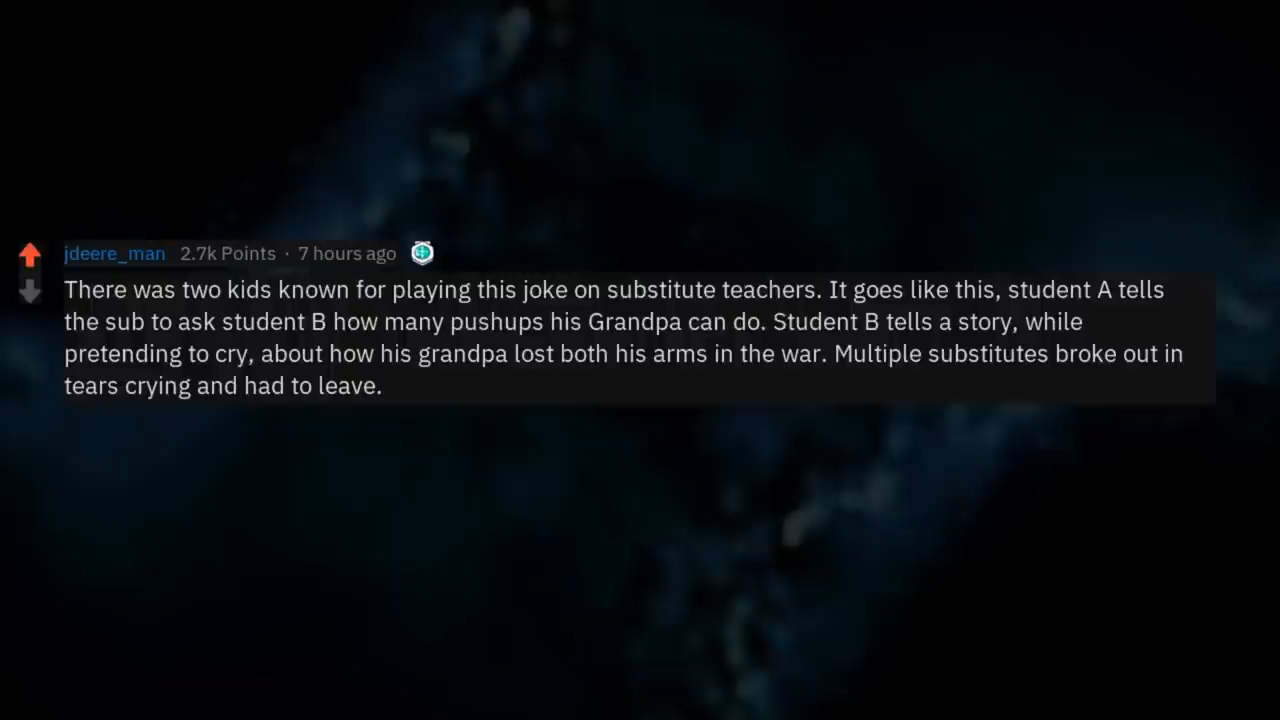 jdeere_man 2.7k Points · 7 hours ago
There was two kids known for playing this joke on substitute teachers. It goes like this, student A tells
the sub to ask student B how many pushups his Grandpa can do. Student B tells a story, while
pretending to cry, about how his grandpa lost both his arms in the war. Multiple substitutes broke out in
tears crying and had to leave.